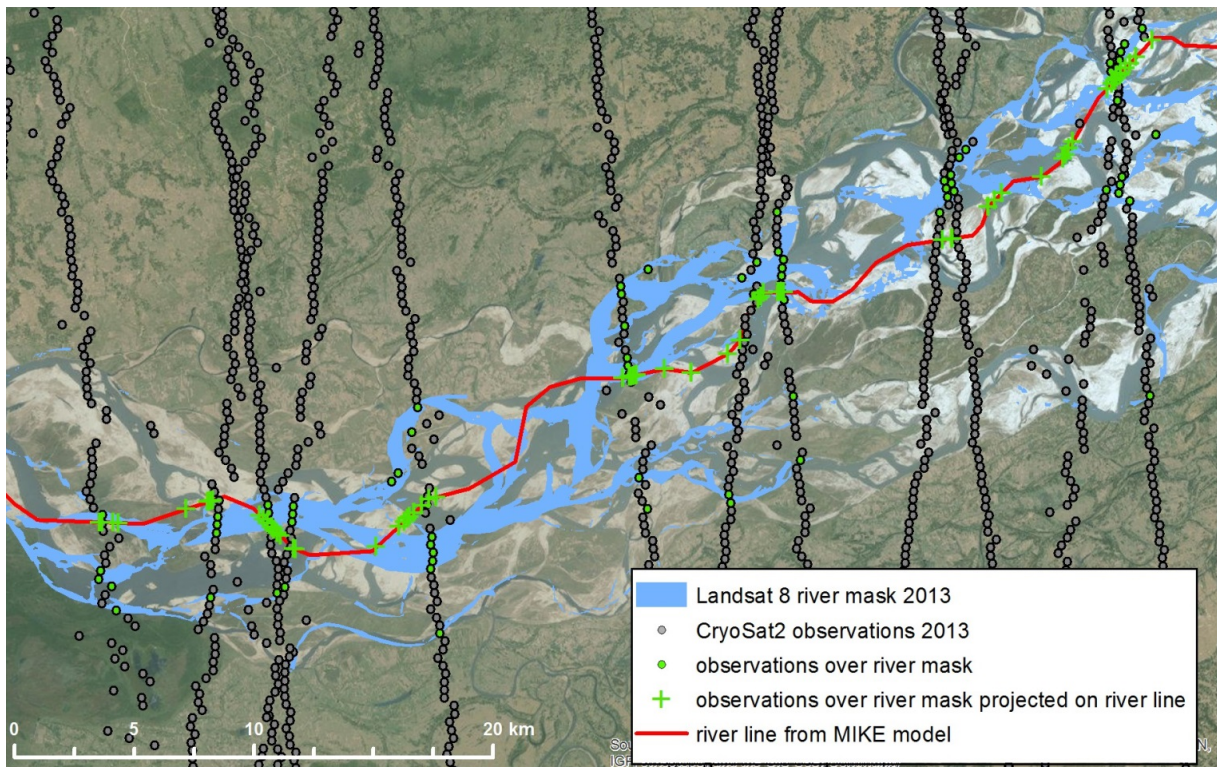 Landsat 8 river mask 2013
CryoSat2 observations 2013
observations over river mask
observations over river mask projected on river line
river line from MIKE model
0 5 10 20 km